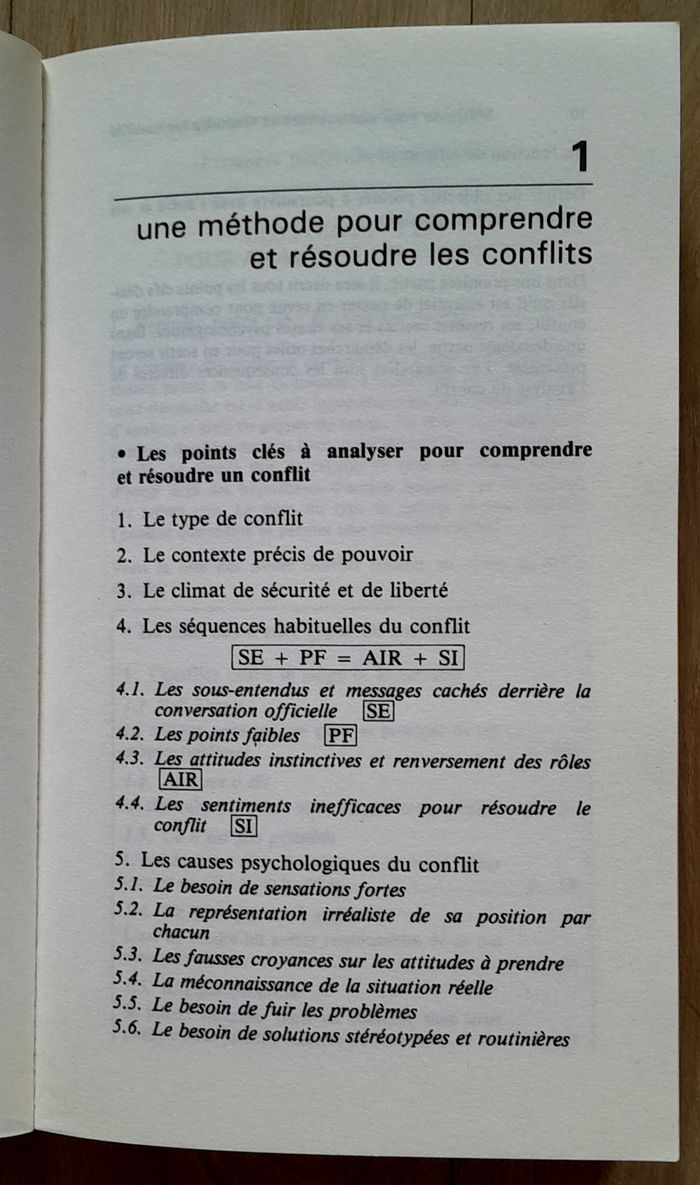 1
une méthode pour comprendre
et résoudre les conflits
• Les points clés à analyser pour comprendre
et résoudre un conflit
1. Le type de conflit
2. Le contexte précis de pouvoir
3. Le climat de sécurité et de liberté
4. Les séquences habituelles du conflit
SE + PF = AIR + SI
4.1. Les sous-entendus et messages cachés derrière la
conversation officielle SE
4.2. Les points faibles PF
4.3. Les attitudes instinctives et renversement des rôles
AIR
4.4. Les sentiments inefficaces pour résoudre le
conflit SI
5. Les causes psychologiques du conflit
5.1. Le besoin de sensations fortes
5.2. La représentation irréaliste de sa position par
chacun
5.3. Les fausses croyances sur les attitudes à prendre
5.4. La méconnaissance de la situation réelle
5.5. Le besoin de fuir les problèmes
5.6. Le besoin de solutions stéréotypées et routinières